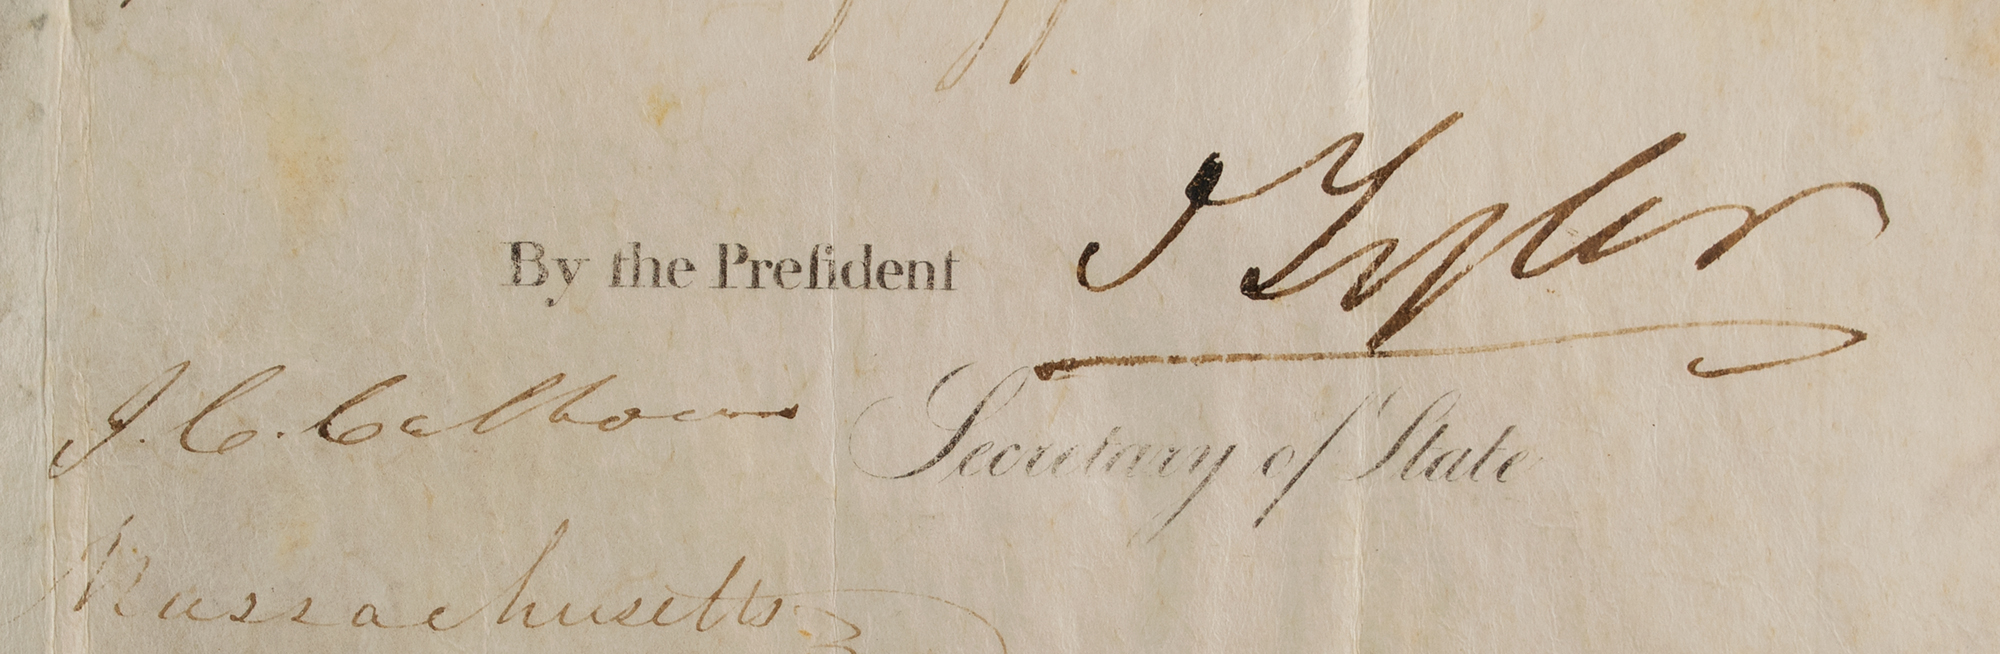 By the Preſident J Tyler
J. C. Calhoun Secretary of State
Massachusetts